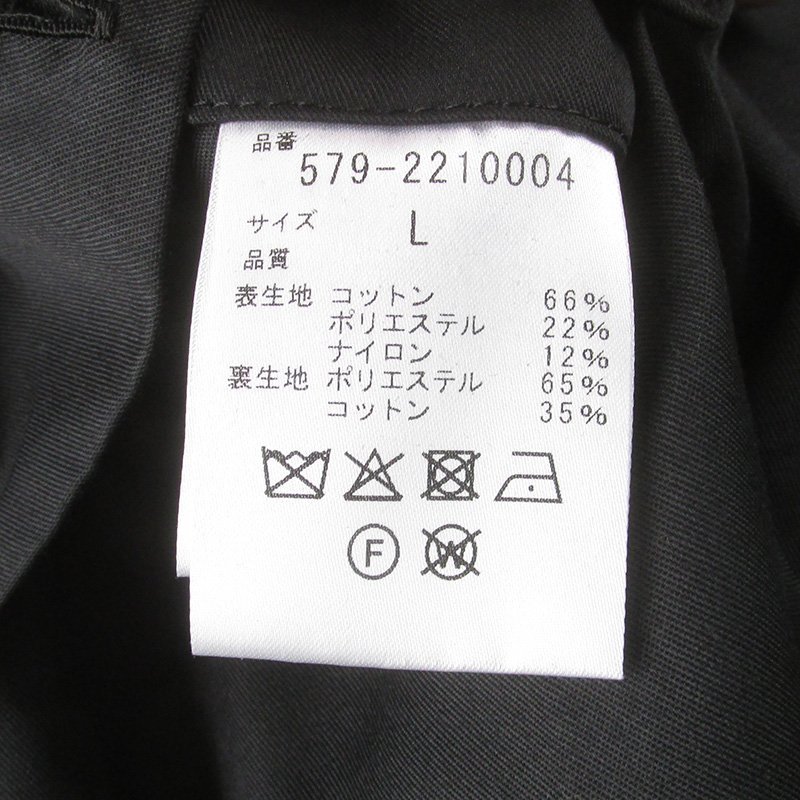 品番
579-2210004
サイズ L
品質
表生地 コットン 66%
ポリエステル 22%
ナイロン 12%
裏生地 ポリエステル 65%
コットン 35%
F W